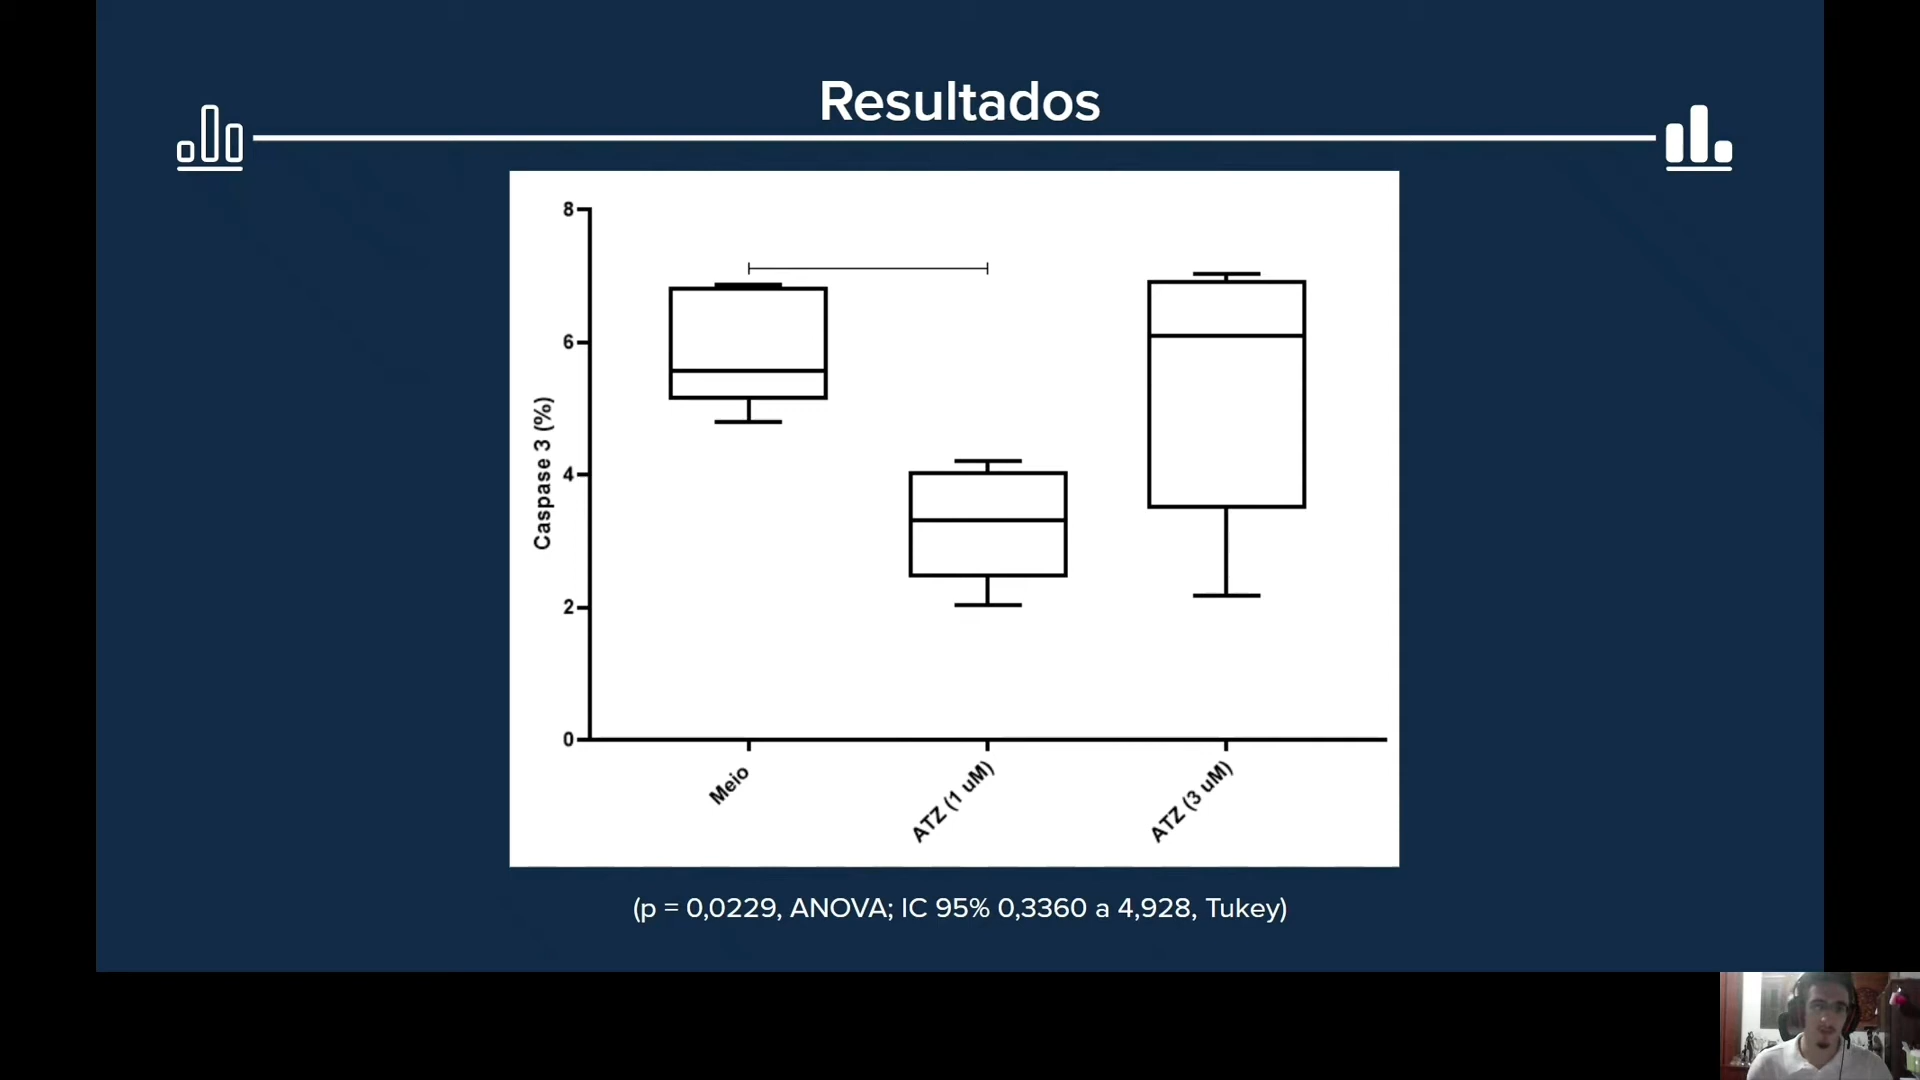 Resultados
8
6
4
2
0
Caspase 3 (%)
Meio
ATZ (1 uM)
ATZ (3 uM)
(p = 0,0229, ANOVA; IC 95% 0,3360 a 4,928, Tukey)